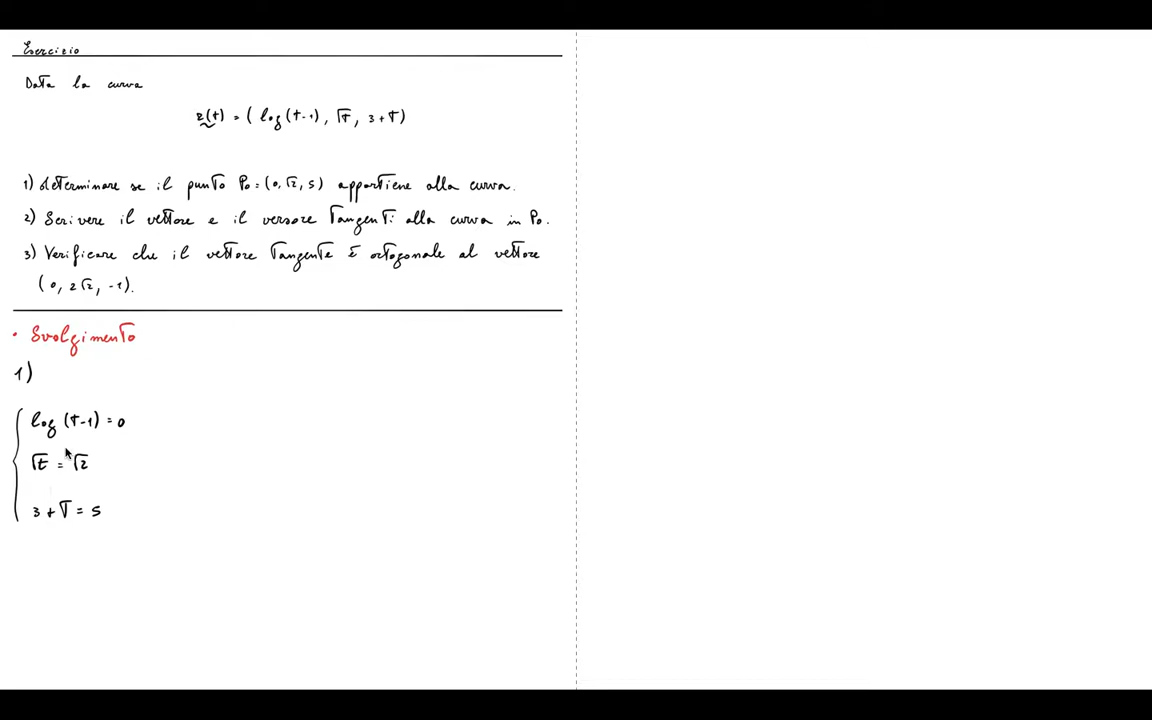 Esercizio
Data la curva
r(t) = ( log(t-1), √t, 3+t)
1) determinare se il punto P0=(0,√2, 5) appartiene alla curva.
2) Scrivere il vettore e il versore tangenti alla curva in P0.
3) Verificare che il vettore tangente è ortogonale al vettore
(0, 2√2, -1).
• Svolgimento
1)
log (t-1) = 0
√t = √2
3 + t = 5